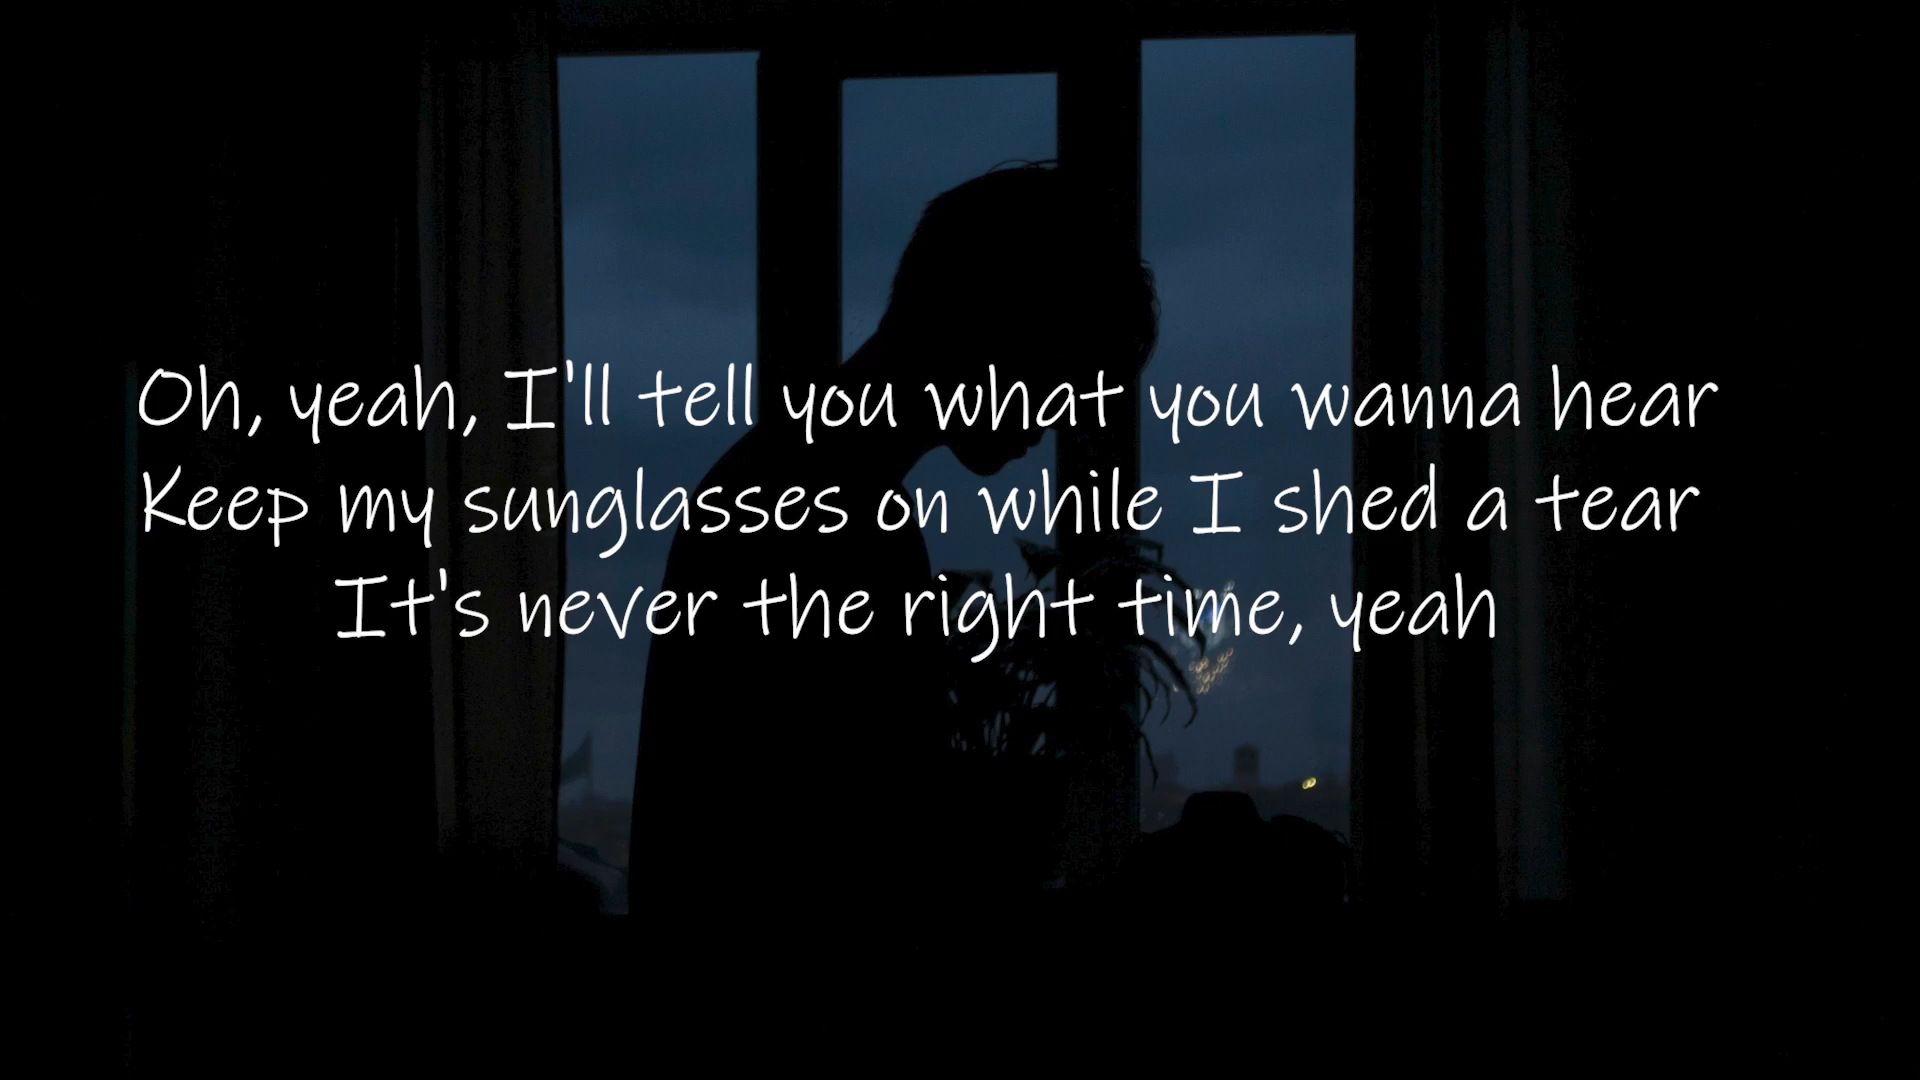 Oh, yeah, I'll tell you what you wanna hear
Keep my sunglasses on while I shed a tear
It's never the right time, yeah